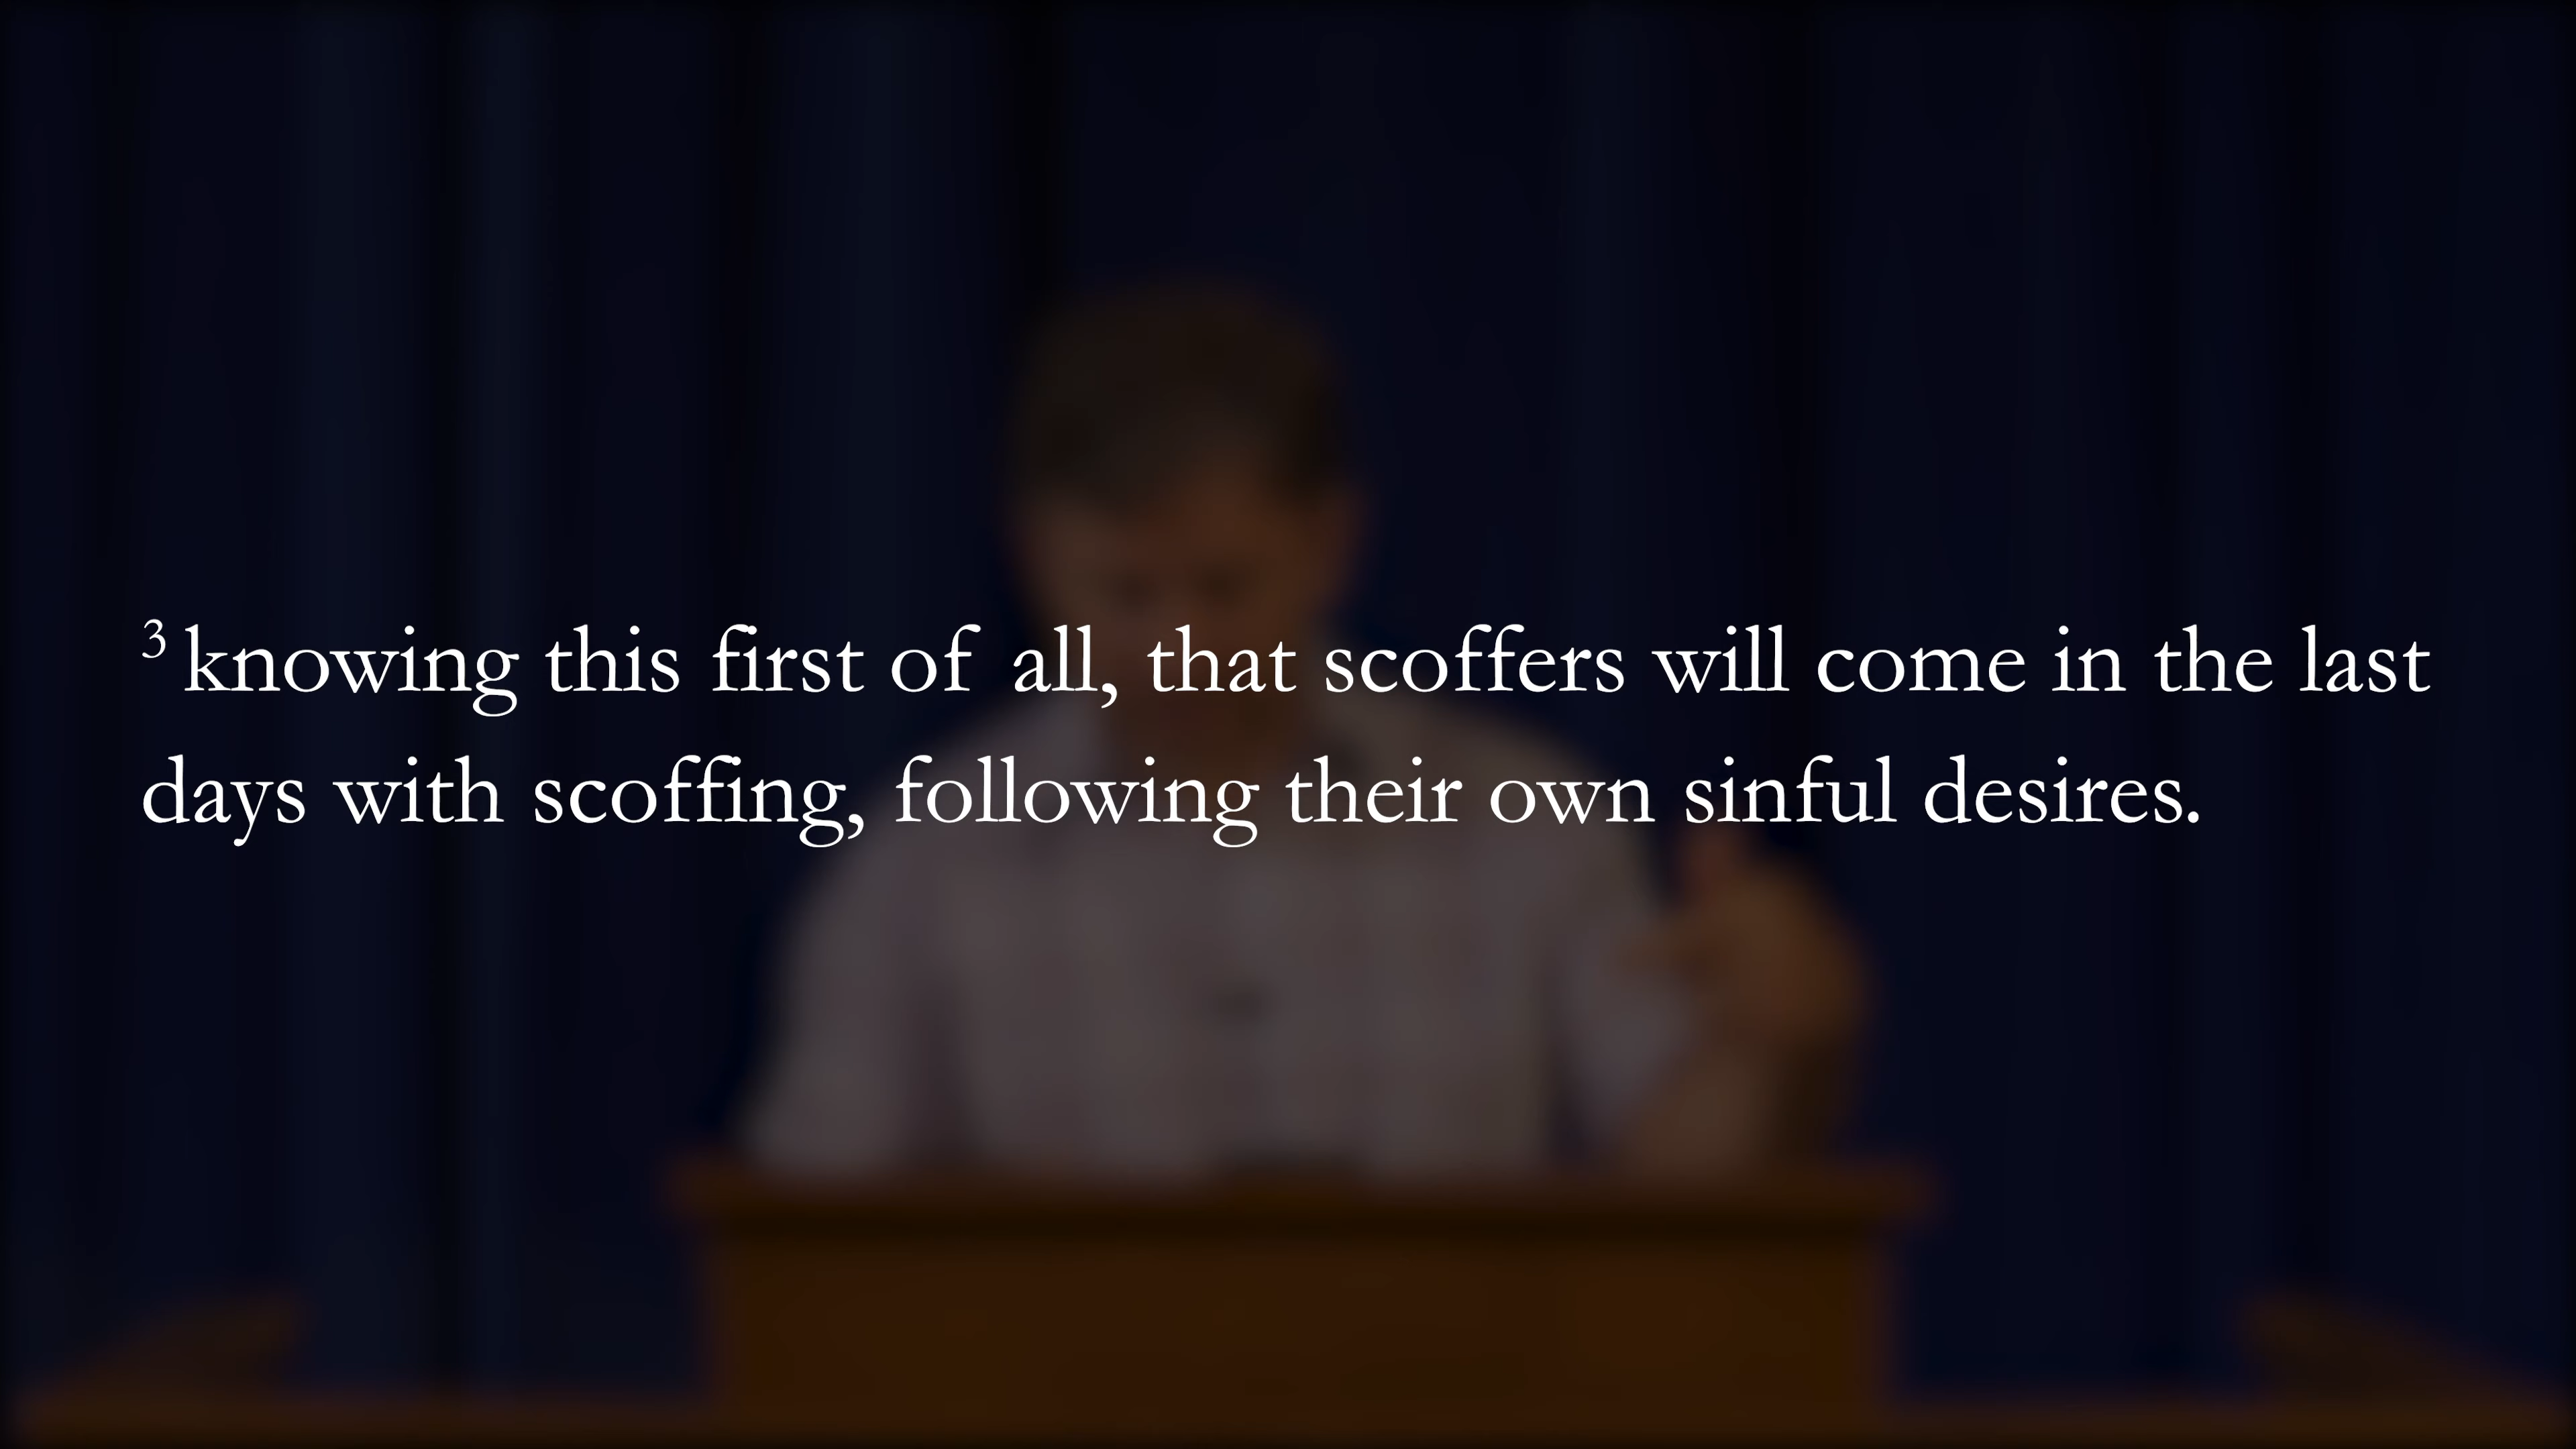 3 knowing this first of all, that scoffers will come in the last
days with scoffing, following their own sinful desires.